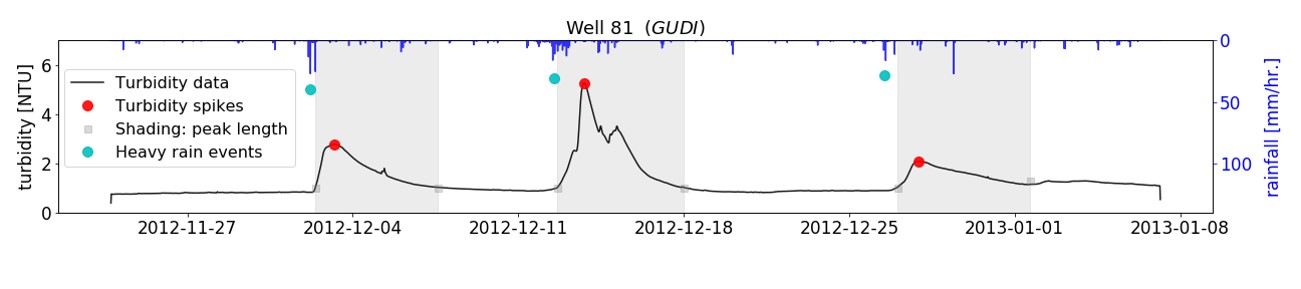 Well 81 (GUDI)
turbidity [NTU]
6
4
2
0
Turbidity data
Turbidity spikes
Shading: peak length
Heavy rain events
0
50
100
rainfall [mm/hr.]
2012-11-27 2012-12-04 2012-12-11 2012-12-18 2012-12-25 2013-01-01 2013-01-08